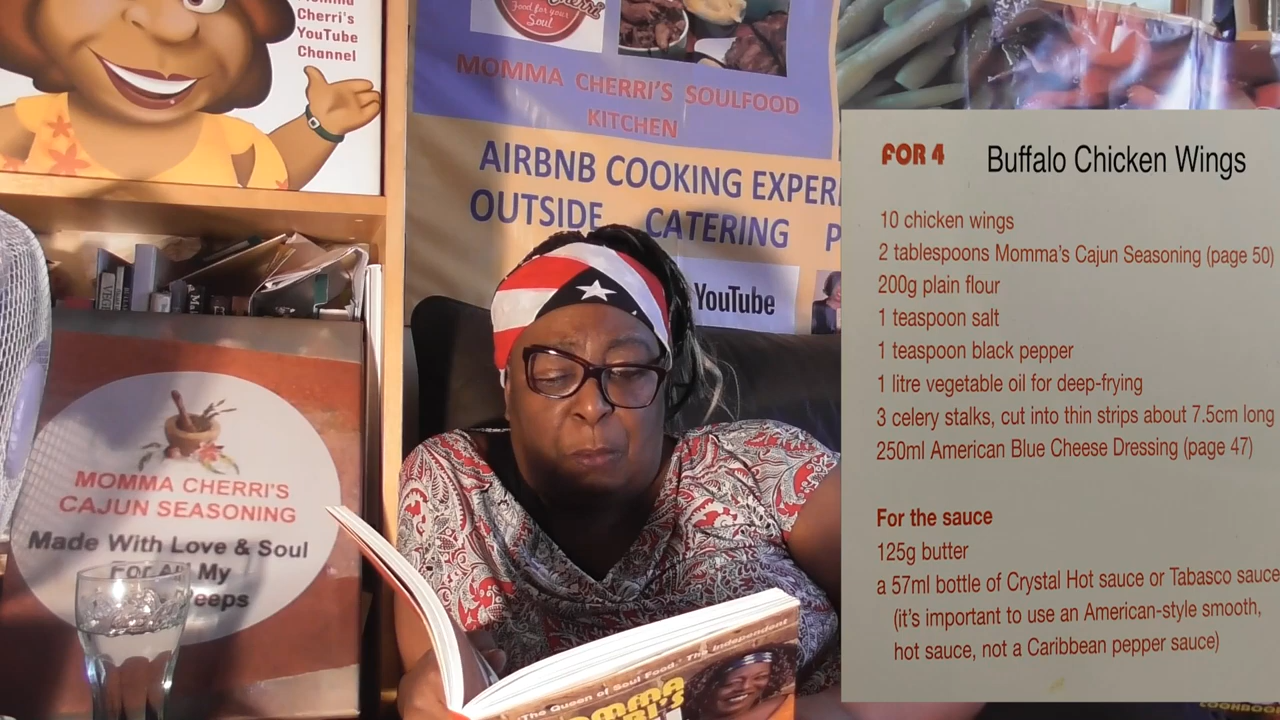 Momma
Cherri's
YouTube
Channel
Food for your
Soul
MOMMA CHERRI'S SOULFOOD
KITCHEN
AIRBNB COOKING EXPER
OUTSIDE CATERING P
YouTube
MOMMA CHERRI'S
CAJUN SEASONING
Made With Love & Soul
For All My
eeps
'The Queen of Soul Food.' The Independent
FOR 4 Buffalo Chicken Wings
10 chicken wings
2 tablespoons Momma's Cajun Seasoning (page 50)
200g plain flour
1 teaspoon salt
1 teaspoon black pepper
1 litre vegetable oil for deep-frying
3 celery stalks, cut into thin strips about 7.5cm long
250ml American Blue Cheese Dressing (page 47)
For the sauce
125g butter
a 57ml bottle of Crystal Hot sauce or Tabasco sauce
(it's important to use an American-style smooth,
hot sauce, not a Caribbean pepper sauce)